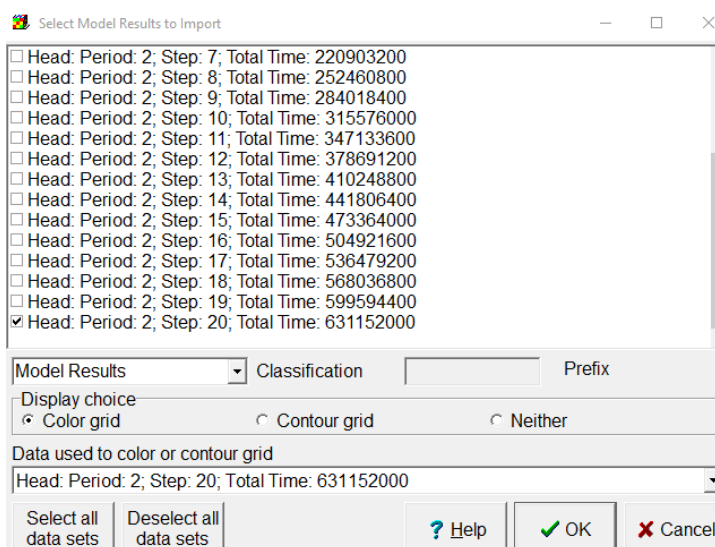 Select Model Results to Import
Head: Period: 2; Step: 7; Total Time: 220903200
Head: Period: 2; Step: 8; Total Time: 252460800
Head: Period: 2; Step: 9; Total Time: 284018400
Head: Period: 2; Step: 10; Total Time: 315576000
Head: Period: 2; Step: 11; Total Time: 347133600
Head: Period: 2; Step: 12; Total Time: 378691200
Head: Period: 2; Step: 13; Total Time: 410248800
Head: Period: 2; Step: 14; Total Time: 441806400
Head: Period: 2; Step: 15; Total Time: 473364000
Head: Period: 2; Step: 16; Total Time: 504921600
Head: Period: 2; Step: 17; Total Time: 536479200
Head: Period: 2; Step: 18; Total Time: 568036800
Head: Period: 2; Step: 19; Total Time: 599594400
Head: Period: 2; Step: 20; Total Time: 631152000
Model Results Classification Prefix
Display choice
Color grid Contour grid Neither
Data used to color or contour grid
Head: Period: 2; Step: 20; Total Time: 631152000
Select all data sets
Deselect all data sets
? Help OK Cancel